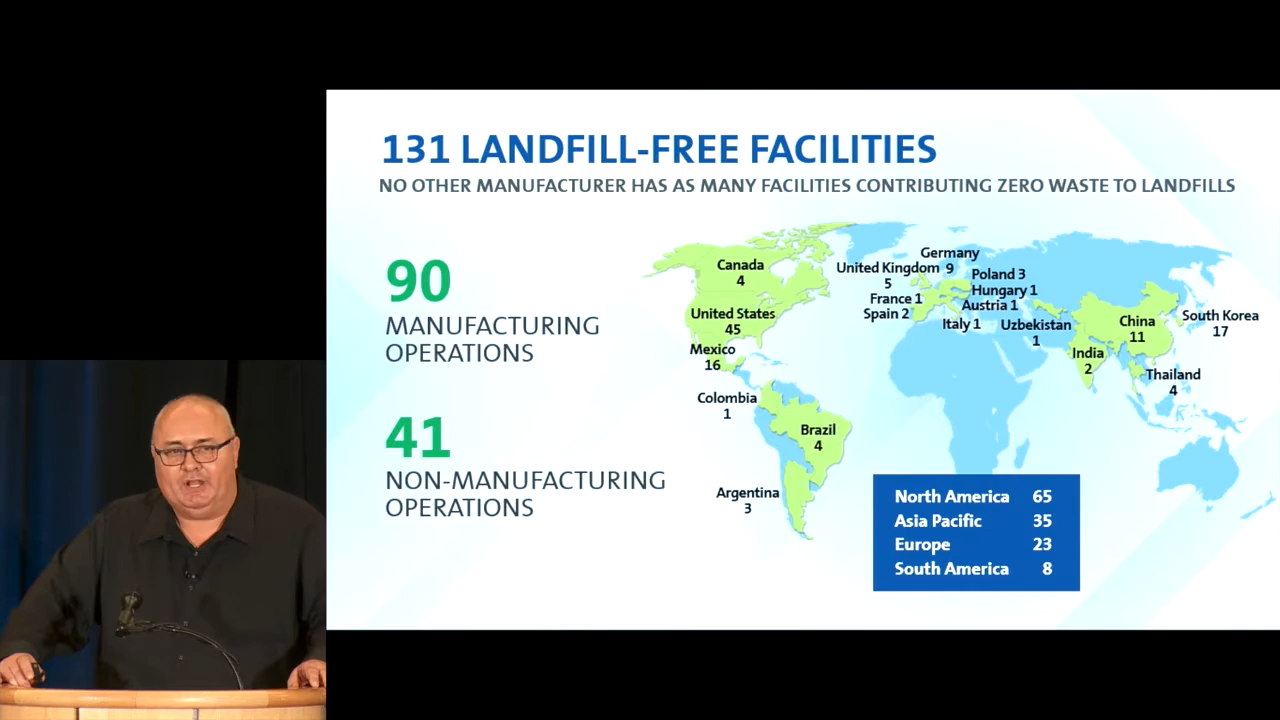 131 LANDFILL-FREE FACILITIES
NO OTHER MANUFACTURER HAS AS MANY FACILITIES CONTRIBUTING ZERO WASTE TO LANDFILLS
90
MANUFACTURING
OPERATIONS
41
NON-MANUFACTURING
OPERATIONS
Canada
4
United States
45
Mexico
16
Colombia
1
Brazil
4
Argentina
3
Germany
9
United Kingdom
5
Poland 3
Hungary 1
France 1
Austria 1
Spain 2
Italy 1
Uzbekistan
1
China
11
South Korea
17
India
2
Thailand
4
North America 65
Asia Pacific 35
Europe 23
South America 8